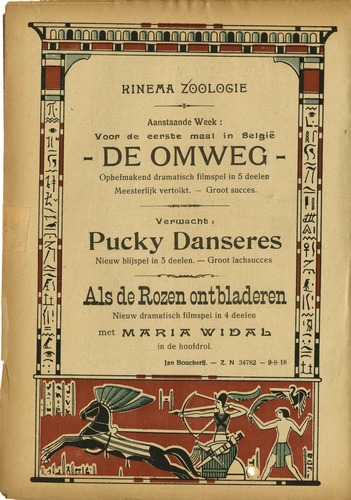 KINEMA ZOOLOGIE
Aanstaande Week :
Voor de eerste maal in België
- DE OMWEG -
Ophefmakend dramatisch filmspel in 5 deelen
Meesterlijk vertolkt. — Groot succes.
Verwacht :
Pucky Danseres
Nieuw blijspel in 3 deelen. — Groot lachsucces
Als de Rozen ontbladeren
Nieuw dramatisch filmspel in 4 deelen
met MARIA WIDAL
in de hoofdrol.
Jan Boucherij. — Z. N 34782 — 9-8-18